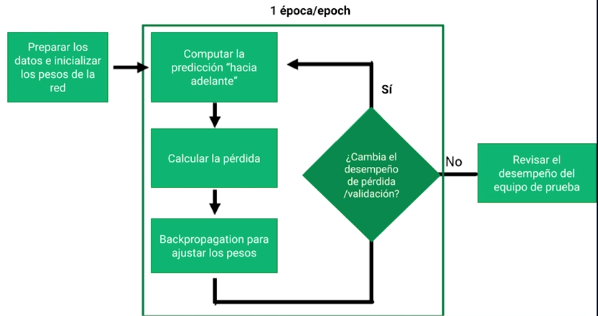 1 época/epoch
Preparar los
datos e inicializar
los pesos de la
red
Computar la
predicción "hacia
adelante"
Calcular la pérdida
Backpropagation para
ajustar los pesos
Sí
¿Cambia el
desempeño
de pérdida
/validación?
No
Revisar el
desempeño del
equipo de prueba